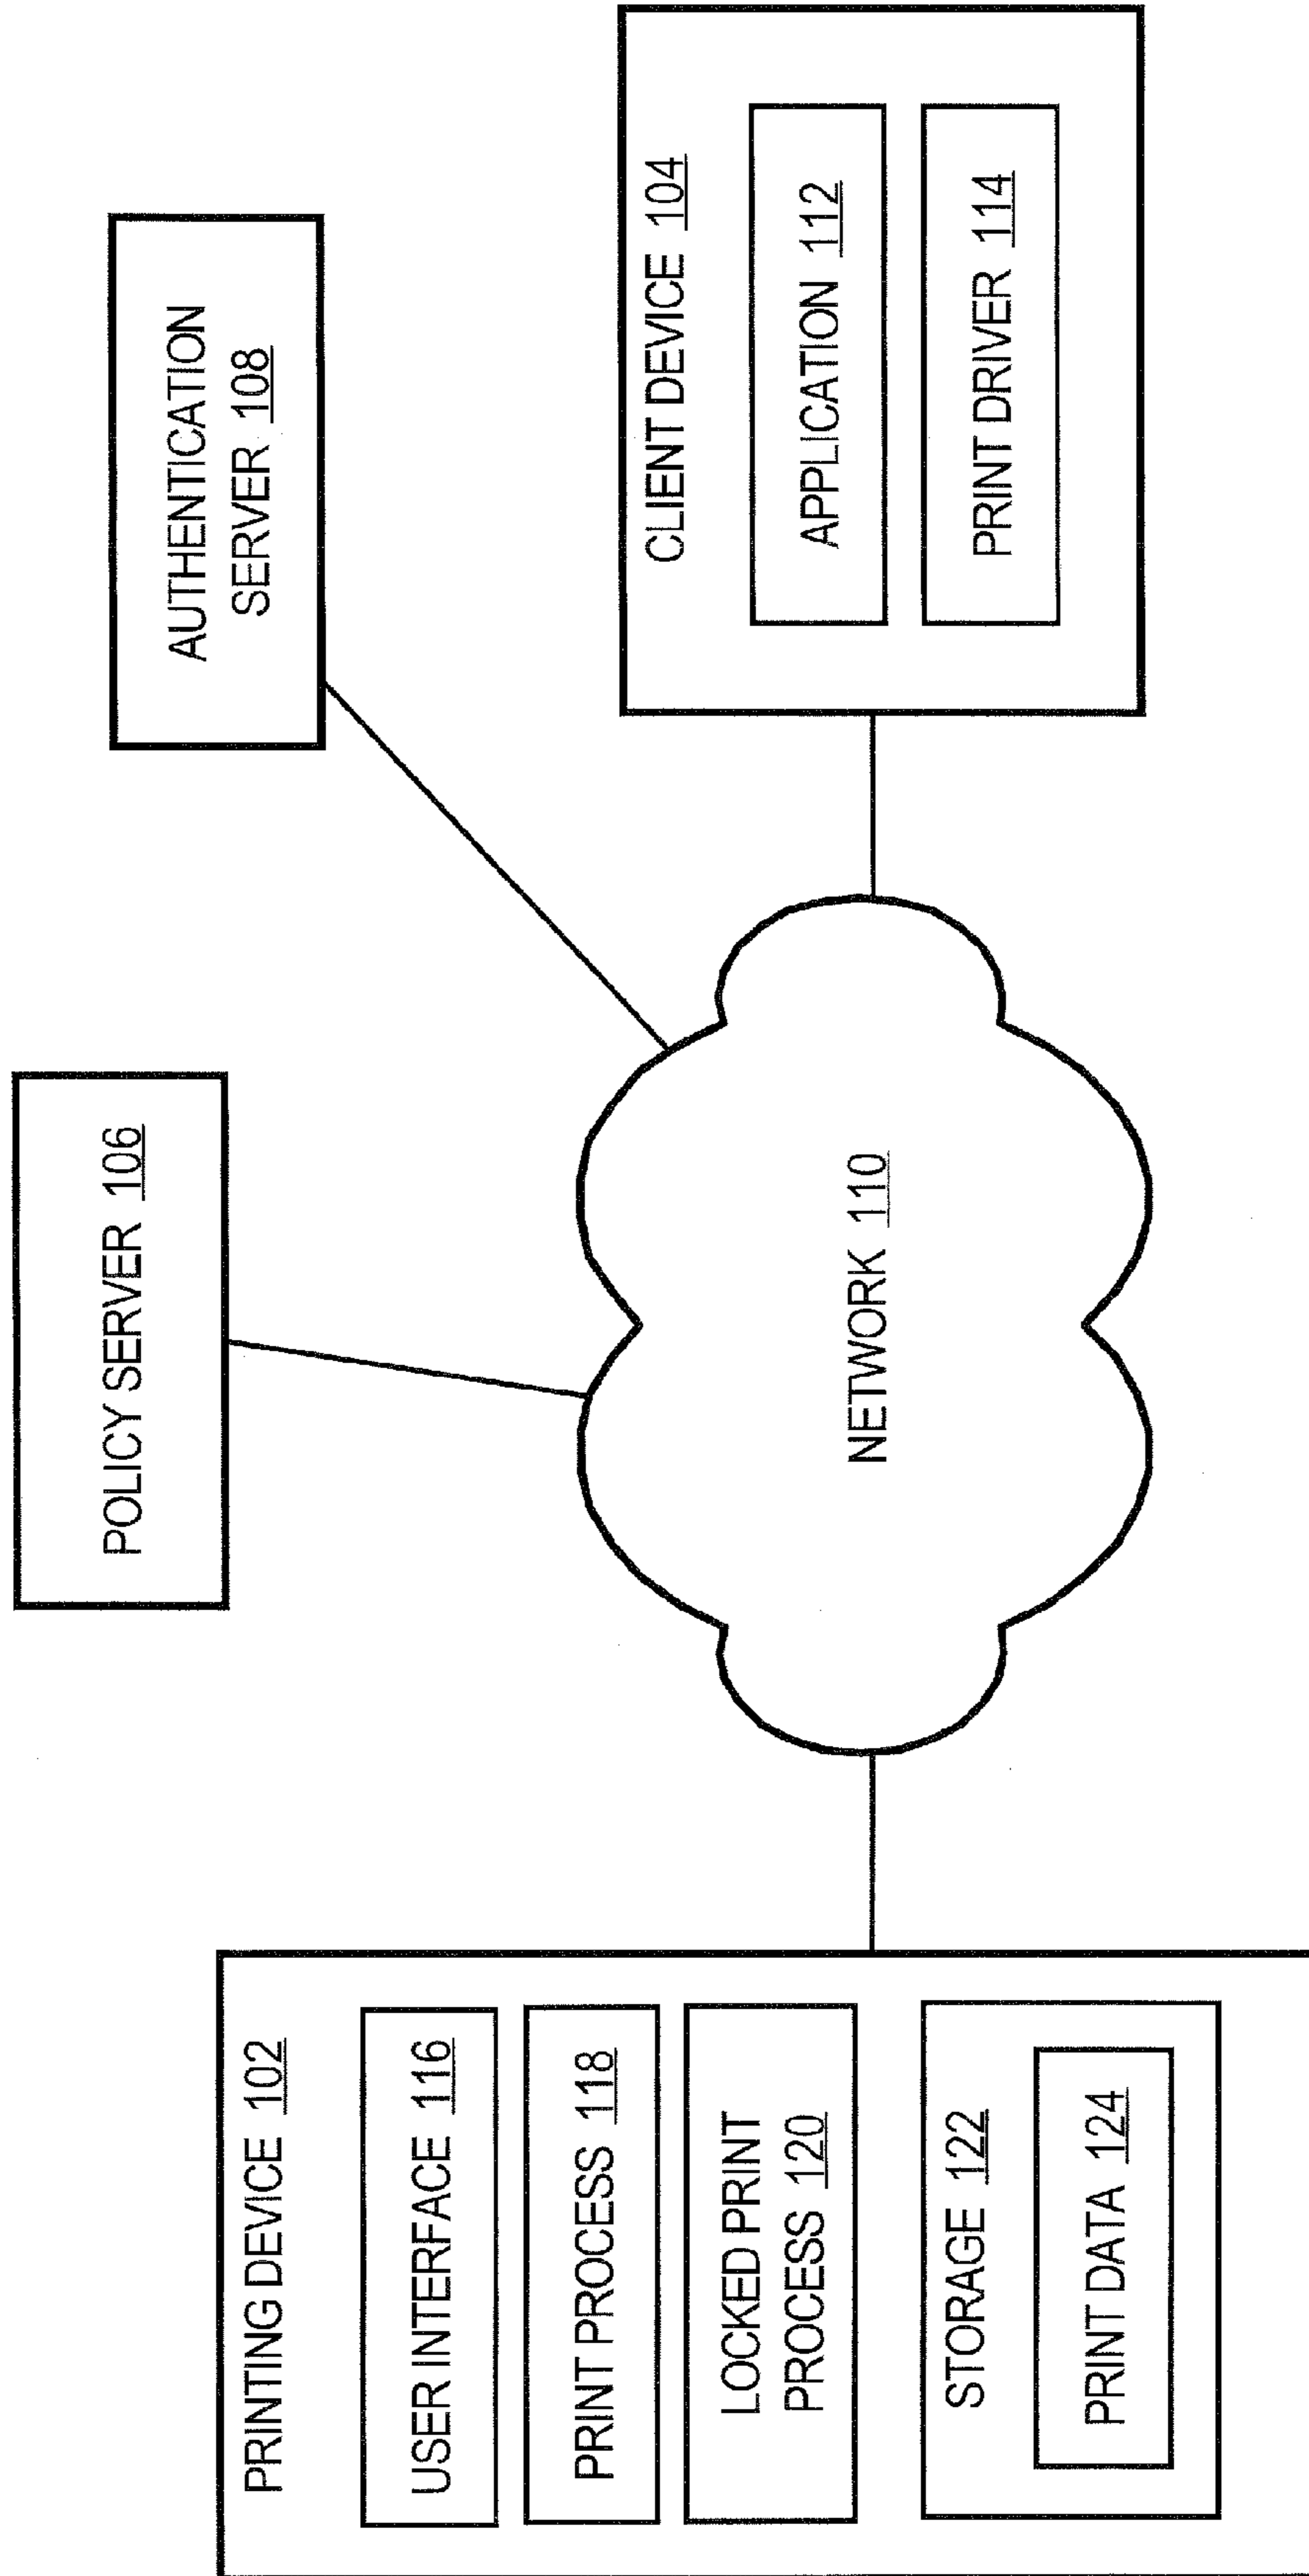 POLICY SERVER 106
AUTHENTICATION
SERVER 108
PRINTING DEVICE 102
USER INTERFACE 116
PRINT PROCESS 118
LOCKED PRINT
PROCESS 120
STORAGE 122
PRINT DATA 124
NETWORK 110
CLIENT DEVICE 104
APPLICATION 112
PRINT DRIVER 114